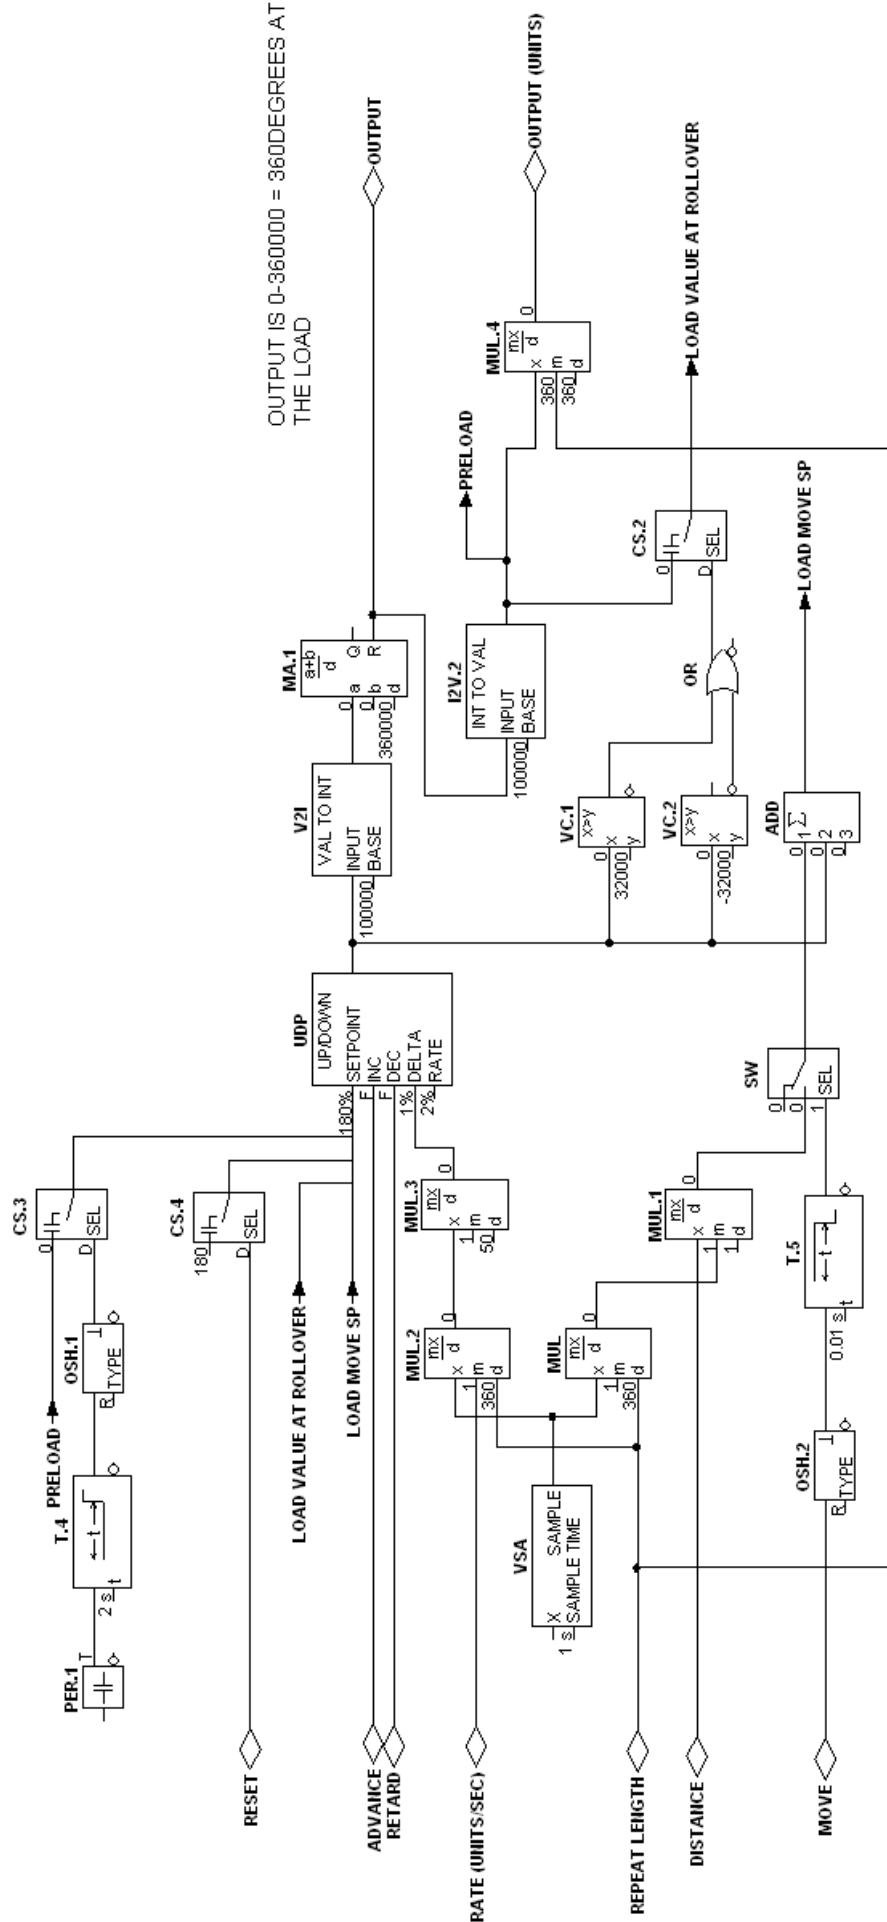 OUTPUT IS 0-360000 = 360DEGREES AT
THE LOAD
PER.1
T
T.4
2 s
t
PRELOAD
OSH.1
R
TYPE
CS.3
0
D
SEL
RESET
CS.4
180
D
SEL
LOAD VALUE AT ROLLOVER
LOAD MOVE SP
ADVANCE
RETARD
UDP
UP/DOWN
180%
SETPOINT
F
INC
F
DEC
1%
DELTA
2%
RATE
V2I
VAL TO INT
INPUT
100000
BASE
MA.1
a+b
d
0
a
Q
0
b
R
360000
d
OUTPUT
RATE (UNITS/SEC)
MUL.2
mx
d
x
0
1
m
360
d
MUL.3
mx
d
x
0
1
m
50
d
I2V.2
INT TO VAL
INPUT
100000
BASE
PRELOAD
MUL.4
mx
d
x
0
360
m
360
d
OUTPUT (UNITS)
VSA
X
SAMPLE
1 s
SAMPLE TIME
REPEAT LENGTH
MUL
mx
d
x
0
1
m
360
d
VC.1
x>y
0
x
32000
y
VC.2
x>y
0
x
-32000
y
OR
CS.2
0
D
SEL
LOAD VALUE AT ROLLOVER
DISTANCE
MUL.1
mx
d
x
0
1
m
1
d
MOVE
OSH.2
R
TYPE
T.5
0.01 s
t
SW
0
0
1
SEL
ADD
0
1
Σ
0
2
0
3
LOAD MOVE SP